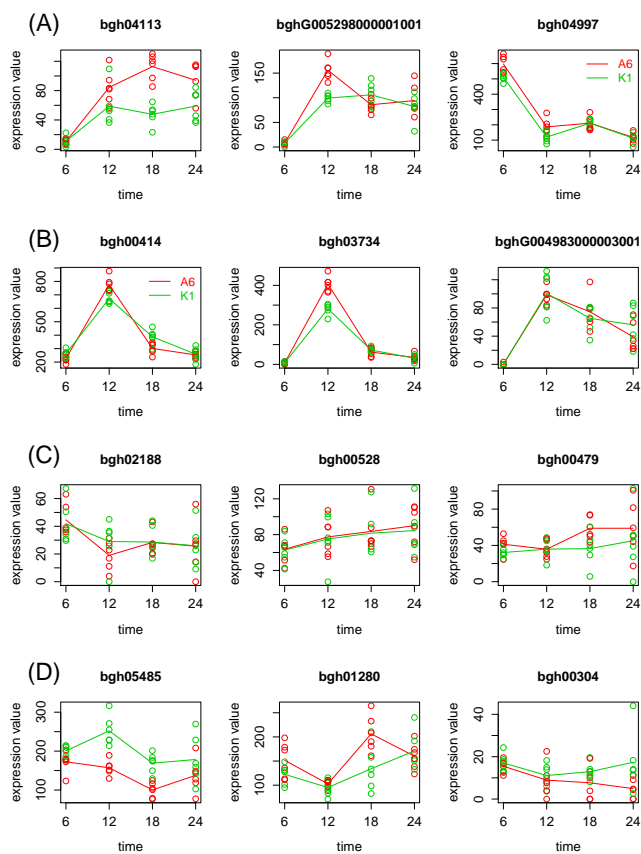 (A)
bgh04113 bghG005298000001001 bgh04997
expression value 0 40 80 120 6 12 18 24 time
expression value 0 50 100 150 6 12 18 24 time
expression value 100 400 6 12 18 24 time A6 K1
(B)
bgh00414 bgh03734 bghG004983000003001
expression value 200 300 500 800 6 12 18 24 time A6 K1
expression value 0 200 400 6 12 18 24 time
expression value 0 40 80 6 12 18 24 time
(C)
bgh02188 bgh00528 bgh00479
expression value 0 20 40 60 6 12 18 24 time
expression value 40 80 120 6 12 18 24 time
expression value 0 40 80 6 12 18 24 time
(D)
bgh05485 bgh01280 bgh00304
expression value 100 200 300 6 12 18 24 time
expression value 100 250 6 12 18 24 time
expression value 0 20 40 6 12 18 24 time